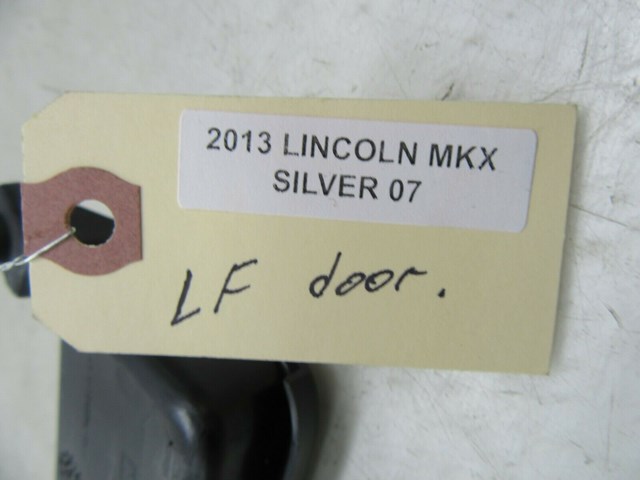 2013 LINCOLN MKX
SILVER 07
LF door.